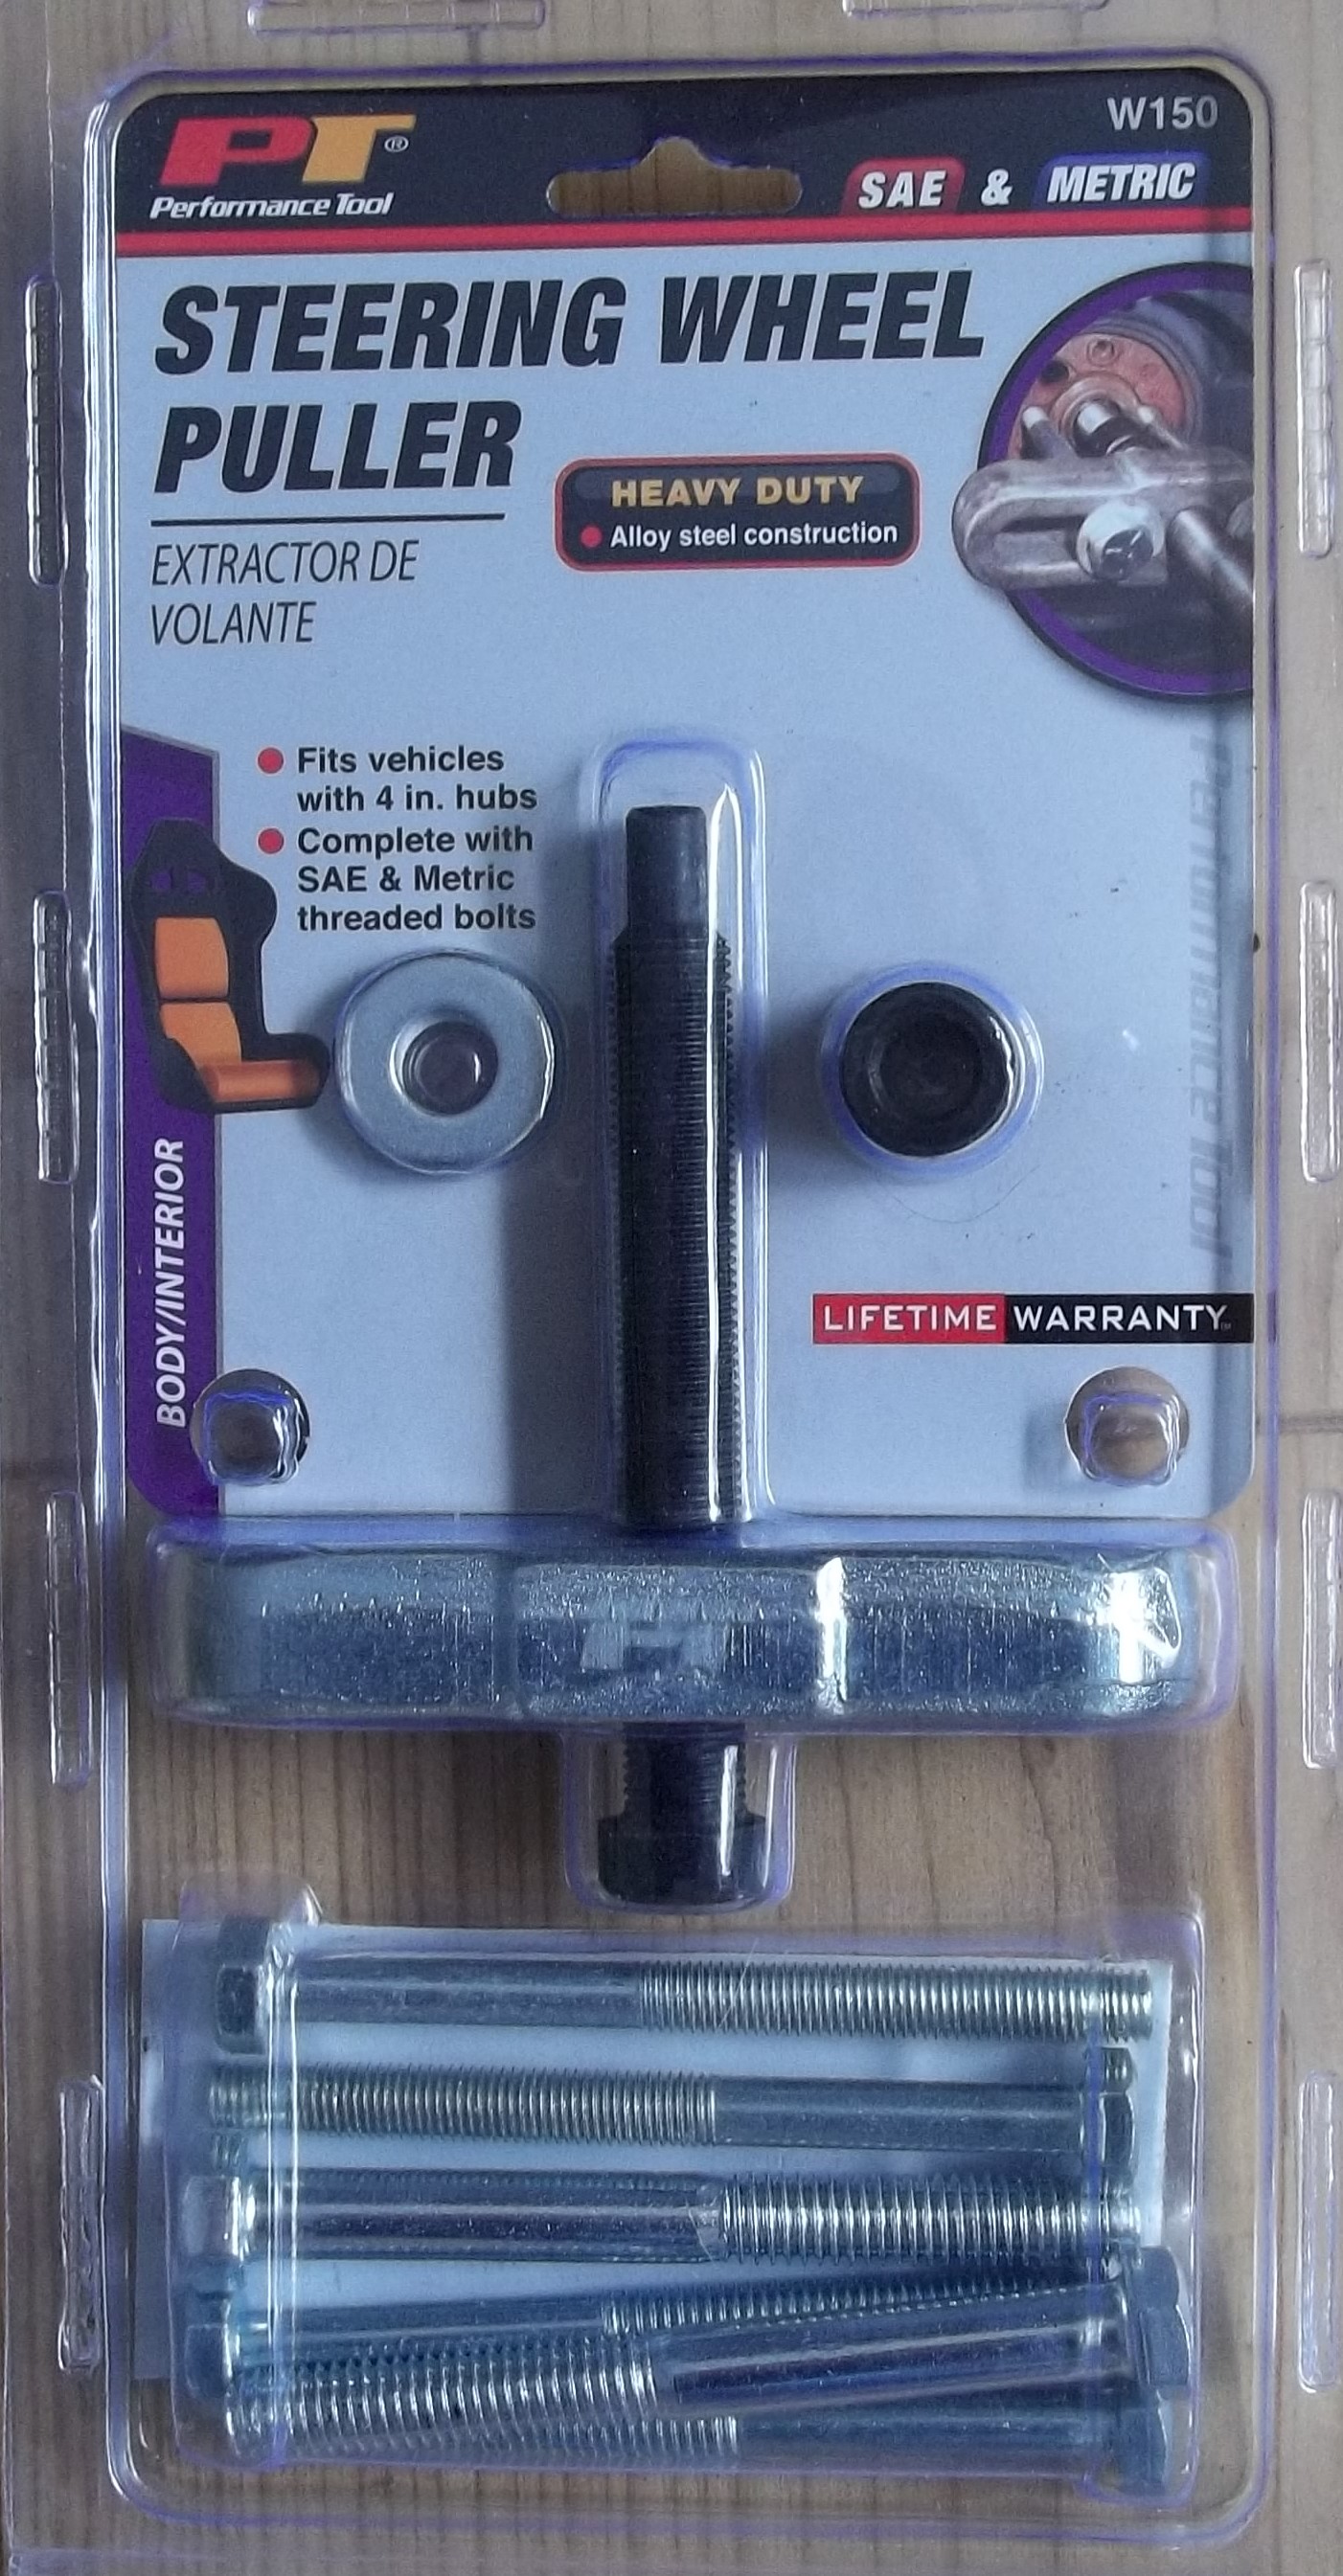 PT®
Performance Tool
W150
SAE & METRIC
STEERING WHEEL
PULLER
EXTRACTOR DE
VOLANTE
HEAVY DUTY
Alloy steel construction
Fits vehicles
with 4 in. hubs
Complete with
SAE & Metric
threaded bolts
BODY/INTERIOR
Performance Tool
LIFETIME WARRANTY™